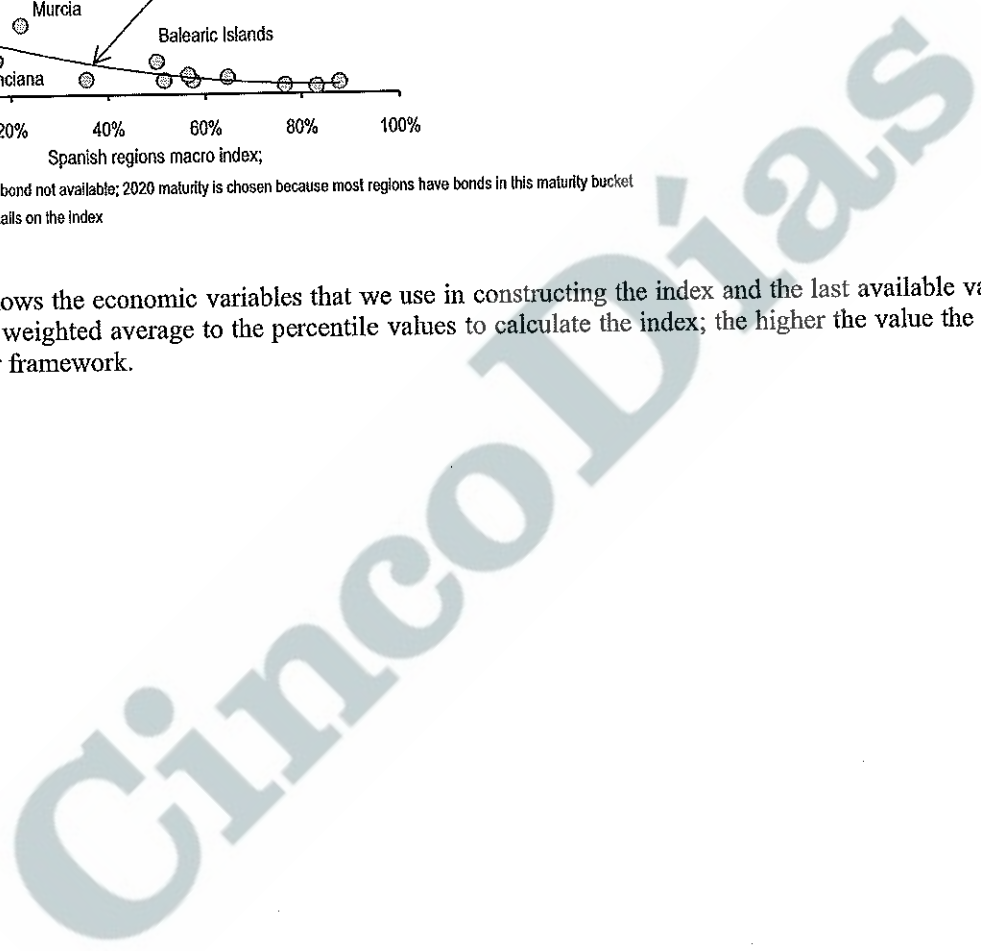 Murcia
Balearic Islands
nciana
20% 40% 60% 80% 100%
Spanish regions macro index;
bond not available; 2020 maturity is chosen because most regions have bonds in this maturity bucket
ails on the index
ows the economic variables that we use in constructing the index and the last available va
weighted average to the percentile values to calculate the index; the higher the value the
framework.
CincoDías